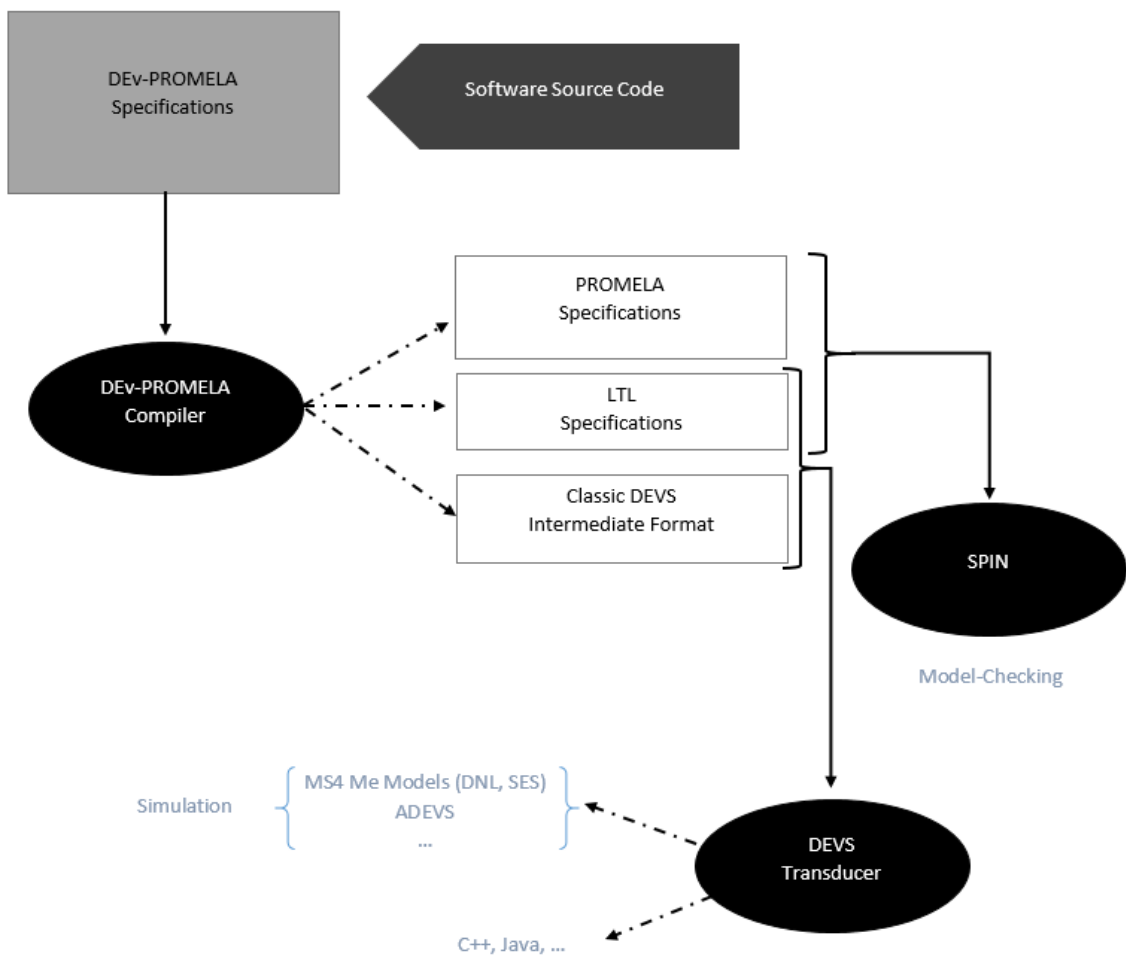 DEv-PROMELA
Specifications
Software Source Code
PROMELA
Specifications
DEv-PROMELA
Compiler
LTL
Specifications
Classic DEVS
Intermediate Format
SPIN
Model-Checking
MS4 Me Models (DNL, SES)
Simulation
ADEVS
...
DEVS
Transducer
C++, Java, ...